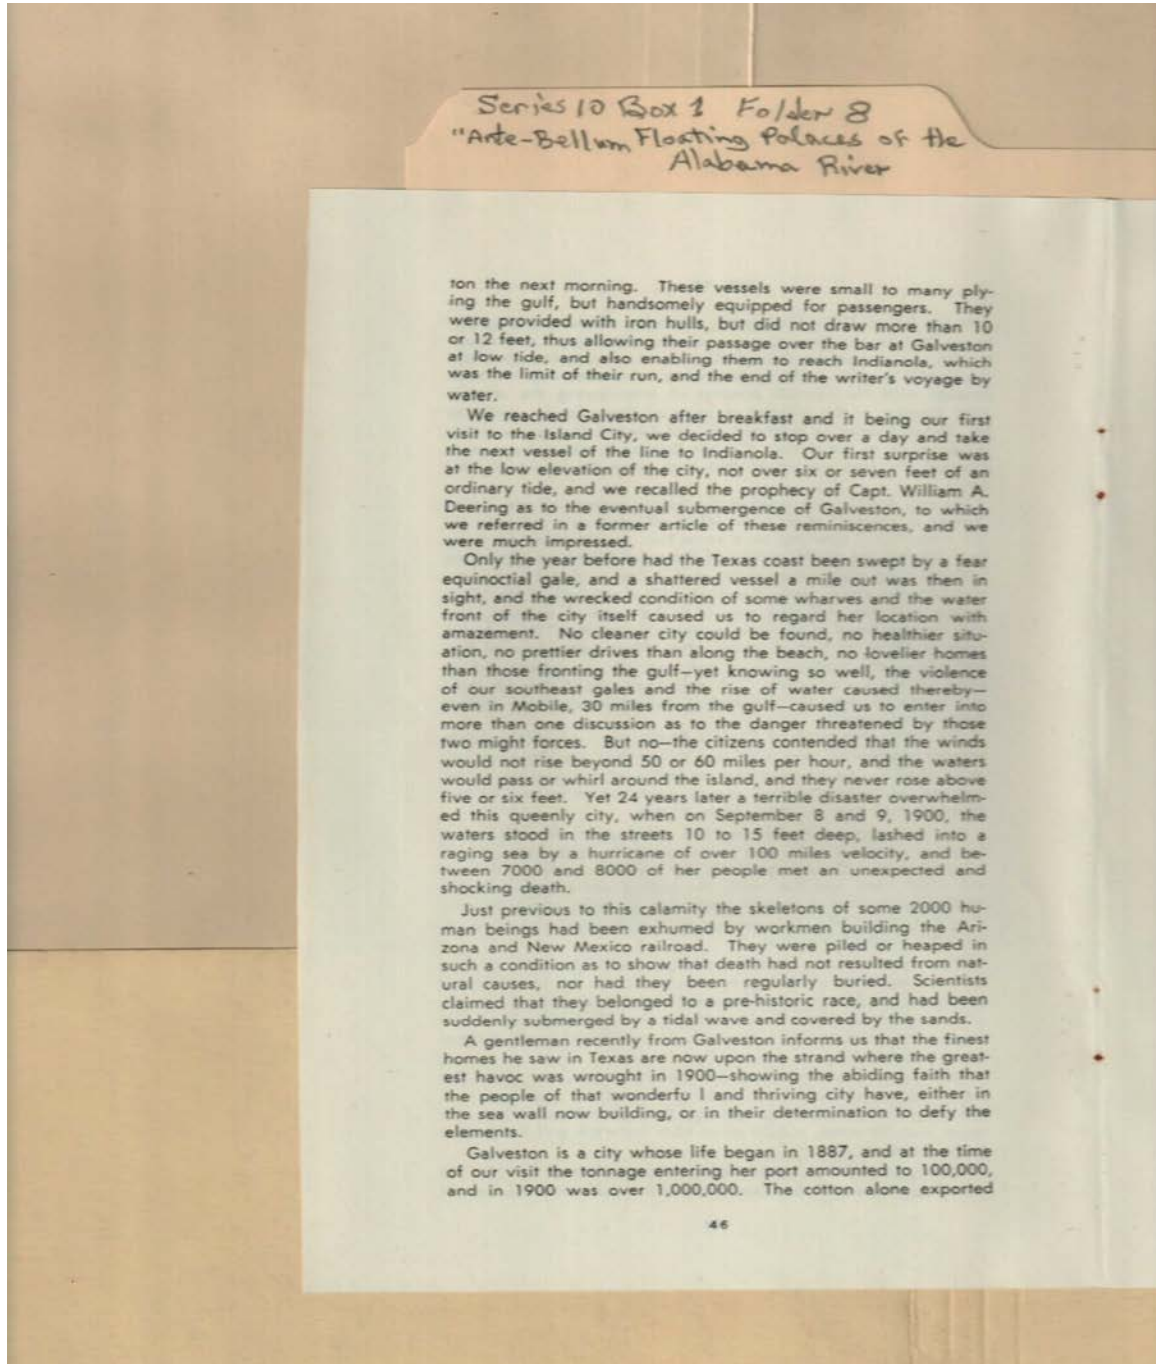 Series 10 Box 1 Folder 8
"Ante-Bellum Floating Palaces of the
Alabama River
ton the next morning. These vessels were small to many ply-
ing the gulf, but handsomely equipped for passengers. They
were provided with iron hulls, but did not draw more than 10
or 12 feet, thus allowing their passage over the bar at Galveston
at low tide, and also enabling them to reach Indianola, which
was the limit of their run, and the end of the writer's voyage by
water.
We reached Galveston after breakfast and it being our first
visit to the Island City, we decided to stop over a day and take
the next vessel of the line to Indianola. Our first surprise was
at the low elevation of the city, not over six or seven feet of an
ordinary tide, and we recalled the prophecy of Capt. William A.
Deering as to the eventual submergence of Galveston, to which
we referred in a former article of these reminiscences, and we
were much impressed.
Only the year before had the Texas coast been swept by a fear
equinoctial gale, and a shattered vessel a mile out was then in
sight, and the wrecked condition of some wharves and the water
front of the city itself caused us to regard her location with
amazement. No cleaner city could be found, no healthier situ-
ation, no prettier drives than along the beach, no lovelier homes
than those fronting the gulf—yet knowing so well, the violence
of our southeast gales and the rise of water caused thereby—
even in Mobile, 30 miles from the gulf—caused us to enter into
more than one discussion as to the danger threatened by those
two might forces. But no—the citizens contended that the winds
would not rise beyond 50 or 60 miles per hour, and the waters
would pass or whirl around the island, and they never rose above
five or six feet. Yet 24 years later a terrible disaster overwhelm-
ed this queenly city, when on September 8 and 9, 1900, the
waters stood in the streets 10 to 15 feet deep, lashed into a
raging sea by a hurricane of over 100 miles velocity, and be-
tween 7000 and 8000 of her people met an unexpected and
shocking death.
Just previous to this calamity the skeletons of some 2000 hu-
man beings had been exhumed by workmen building the Ari-
zona and New Mexico railroad. They were piled or heaped in
such a condition as to show that death had not resulted from nat-
ural causes, nor had they been regularly buried. Scientists
claimed that they belonged to a pre-historic race, and had been
suddenly submerged by a tidal wave and covered by the sands.
A gentleman recently from Galveston informs us that the finest
homes he saw in Texas are now upon the strand where the great-
est havoc was wrought in 1900—showing the abiding faith that
the people of that wonderfu l and thriving city have, either in
the sea wall now building, or in their determination to defy the
elements.
Galveston is a city whose life began in 1887, and at the time
of our visit the tonnage entering her port amounted to 100,000,
and in 1900 was over 1,000,000. The cotton alone exported
46